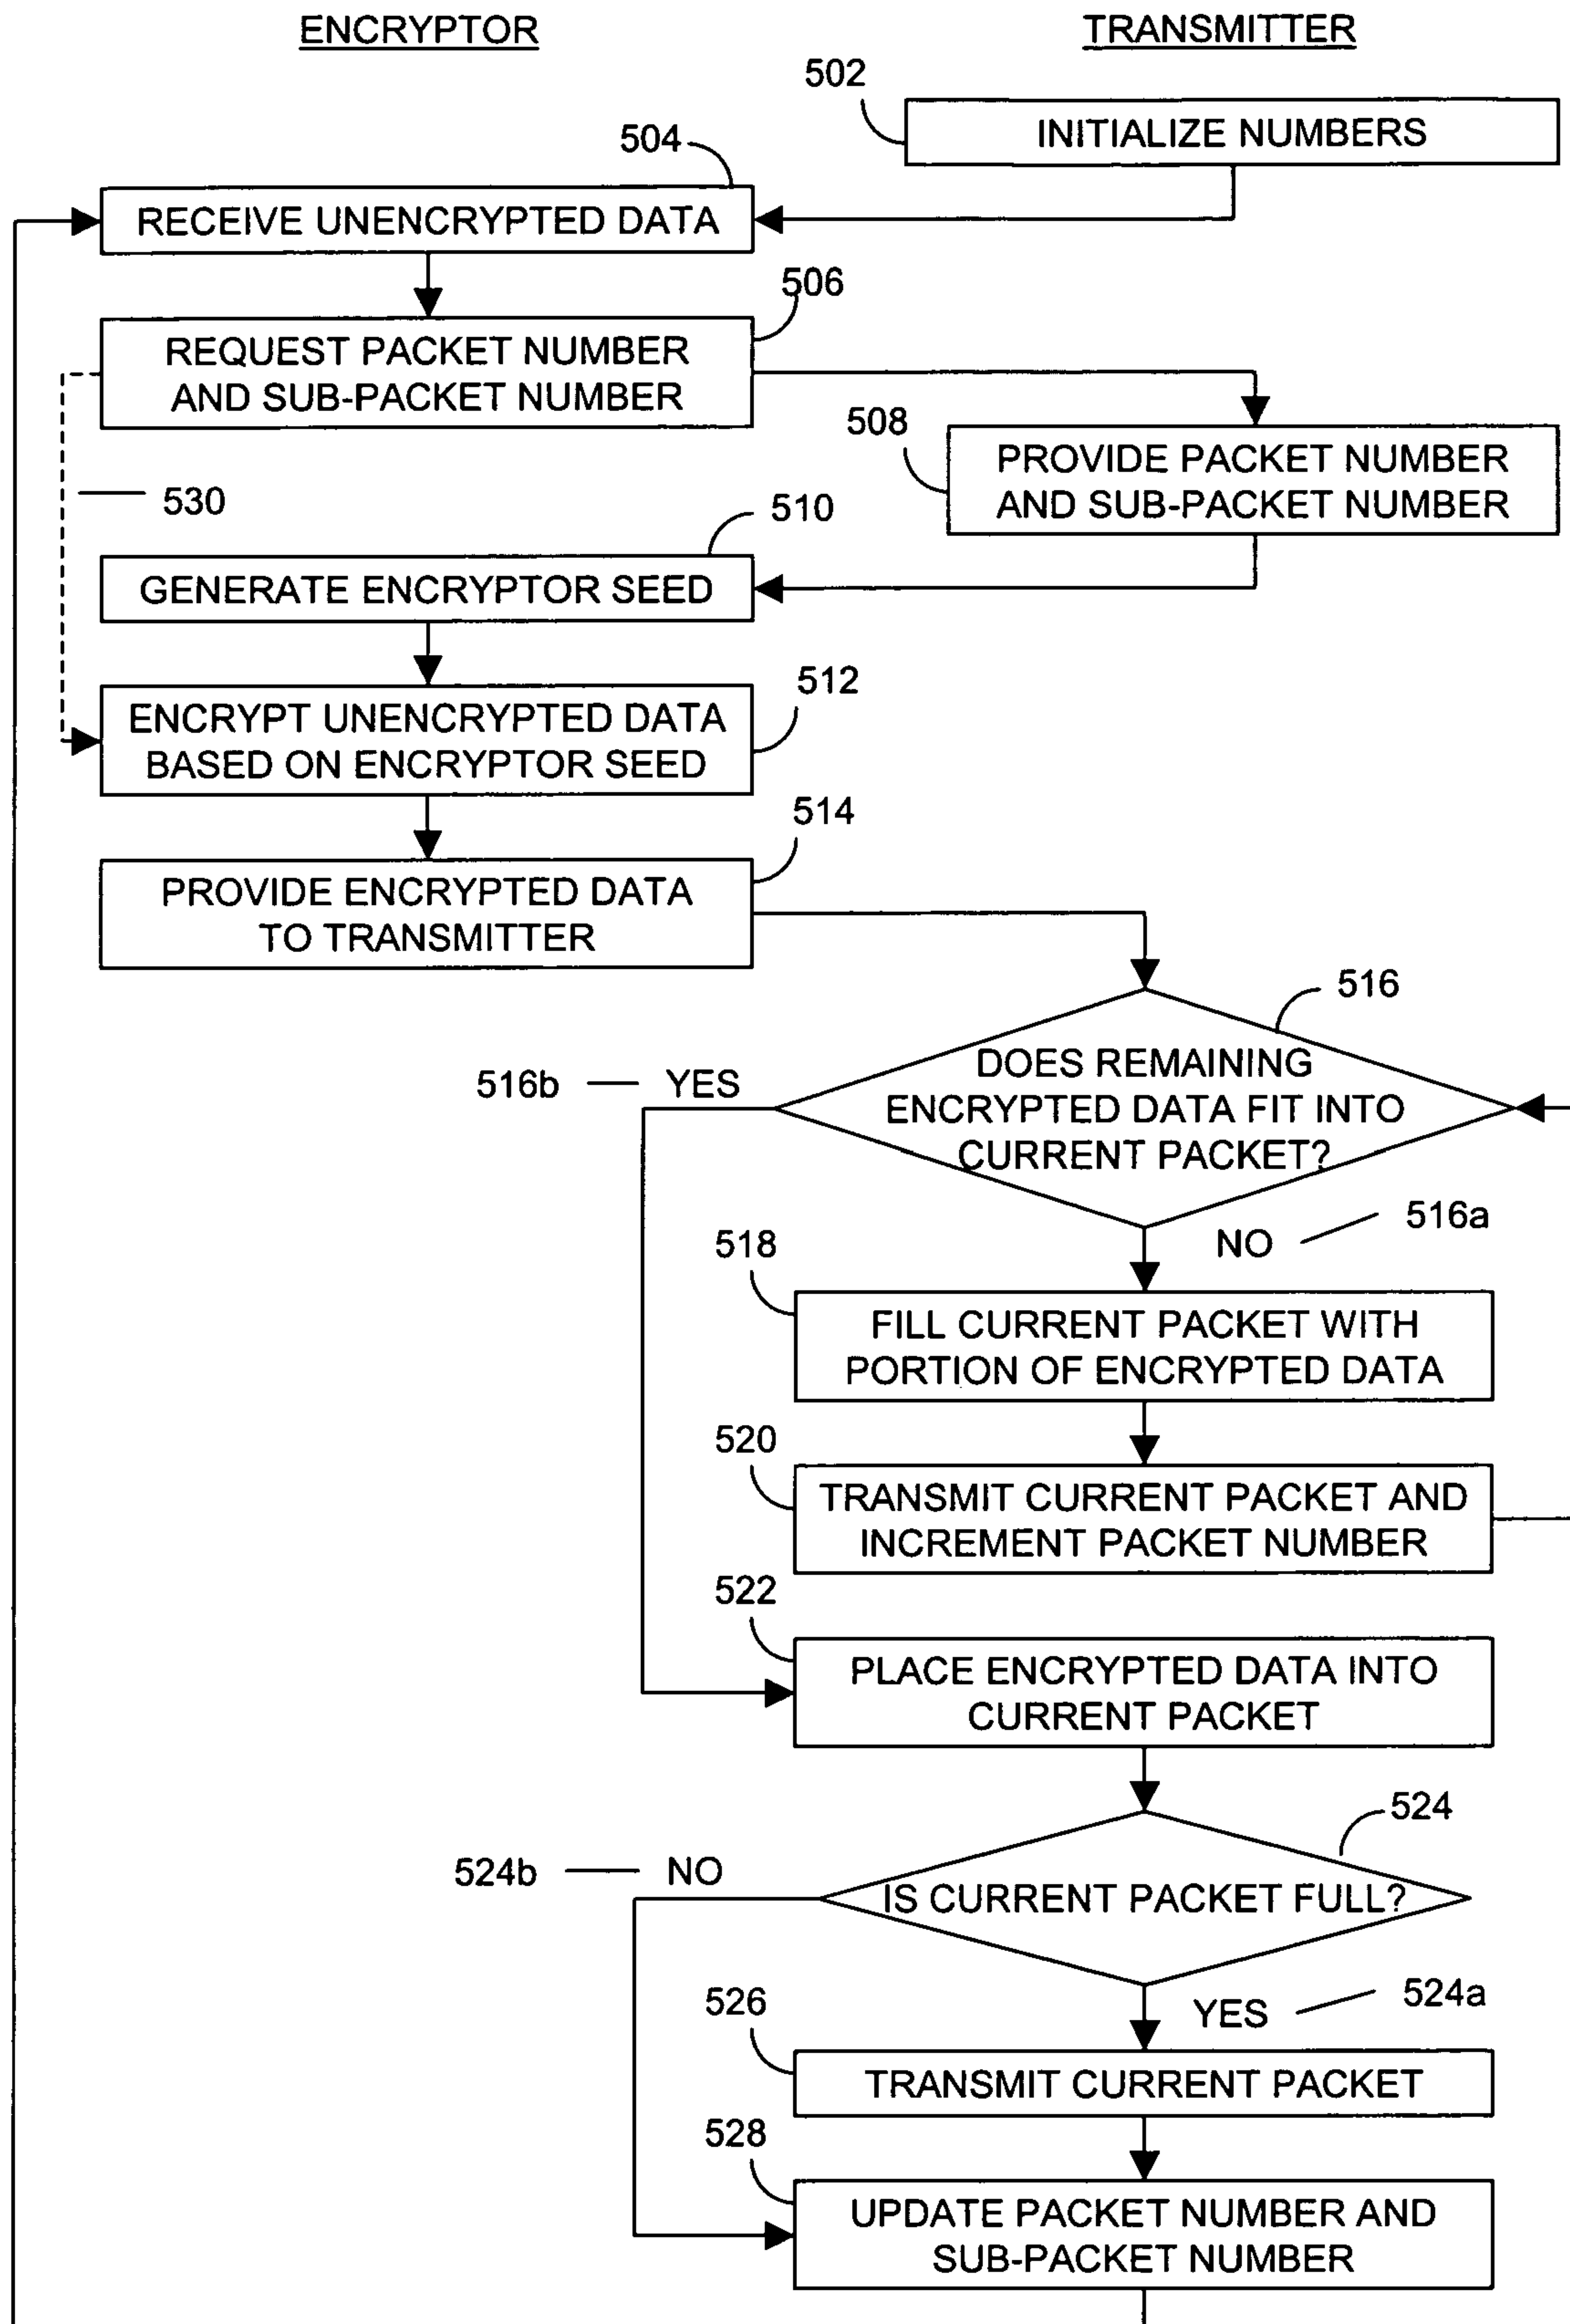 ENCRYPTOR
TRANSMITTER
502
INITIALIZE NUMBERS
504
RECEIVE UNENCRYPTED DATA
506
REQUEST PACKET NUMBER
AND SUB-PACKET NUMBER
508
PROVIDE PACKET NUMBER
AND SUB-PACKET NUMBER
530
510
GENERATE ENCRYPTOR SEED
512
ENCRYPT UNENCRYPTED DATA
BASED ON ENCRYPTOR SEED
514
PROVIDE ENCRYPTED DATA
TO TRANSMITTER
516
DOES REMAINING
ENCRYPTED DATA FIT INTO
CURRENT PACKET?
516b
YES
516a
NO
518
FILL CURRENT PACKET WITH
PORTION OF ENCRYPTED DATA
520
TRANSMIT CURRENT PACKET AND
INCREMENT PACKET NUMBER
522
PLACE ENCRYPTED DATA INTO
CURRENT PACKET
524
524b
NO
IS CURRENT PACKET FULL?
524a
YES
526
TRANSMIT CURRENT PACKET
528
UPDATE PACKET NUMBER AND
SUB-PACKET NUMBER